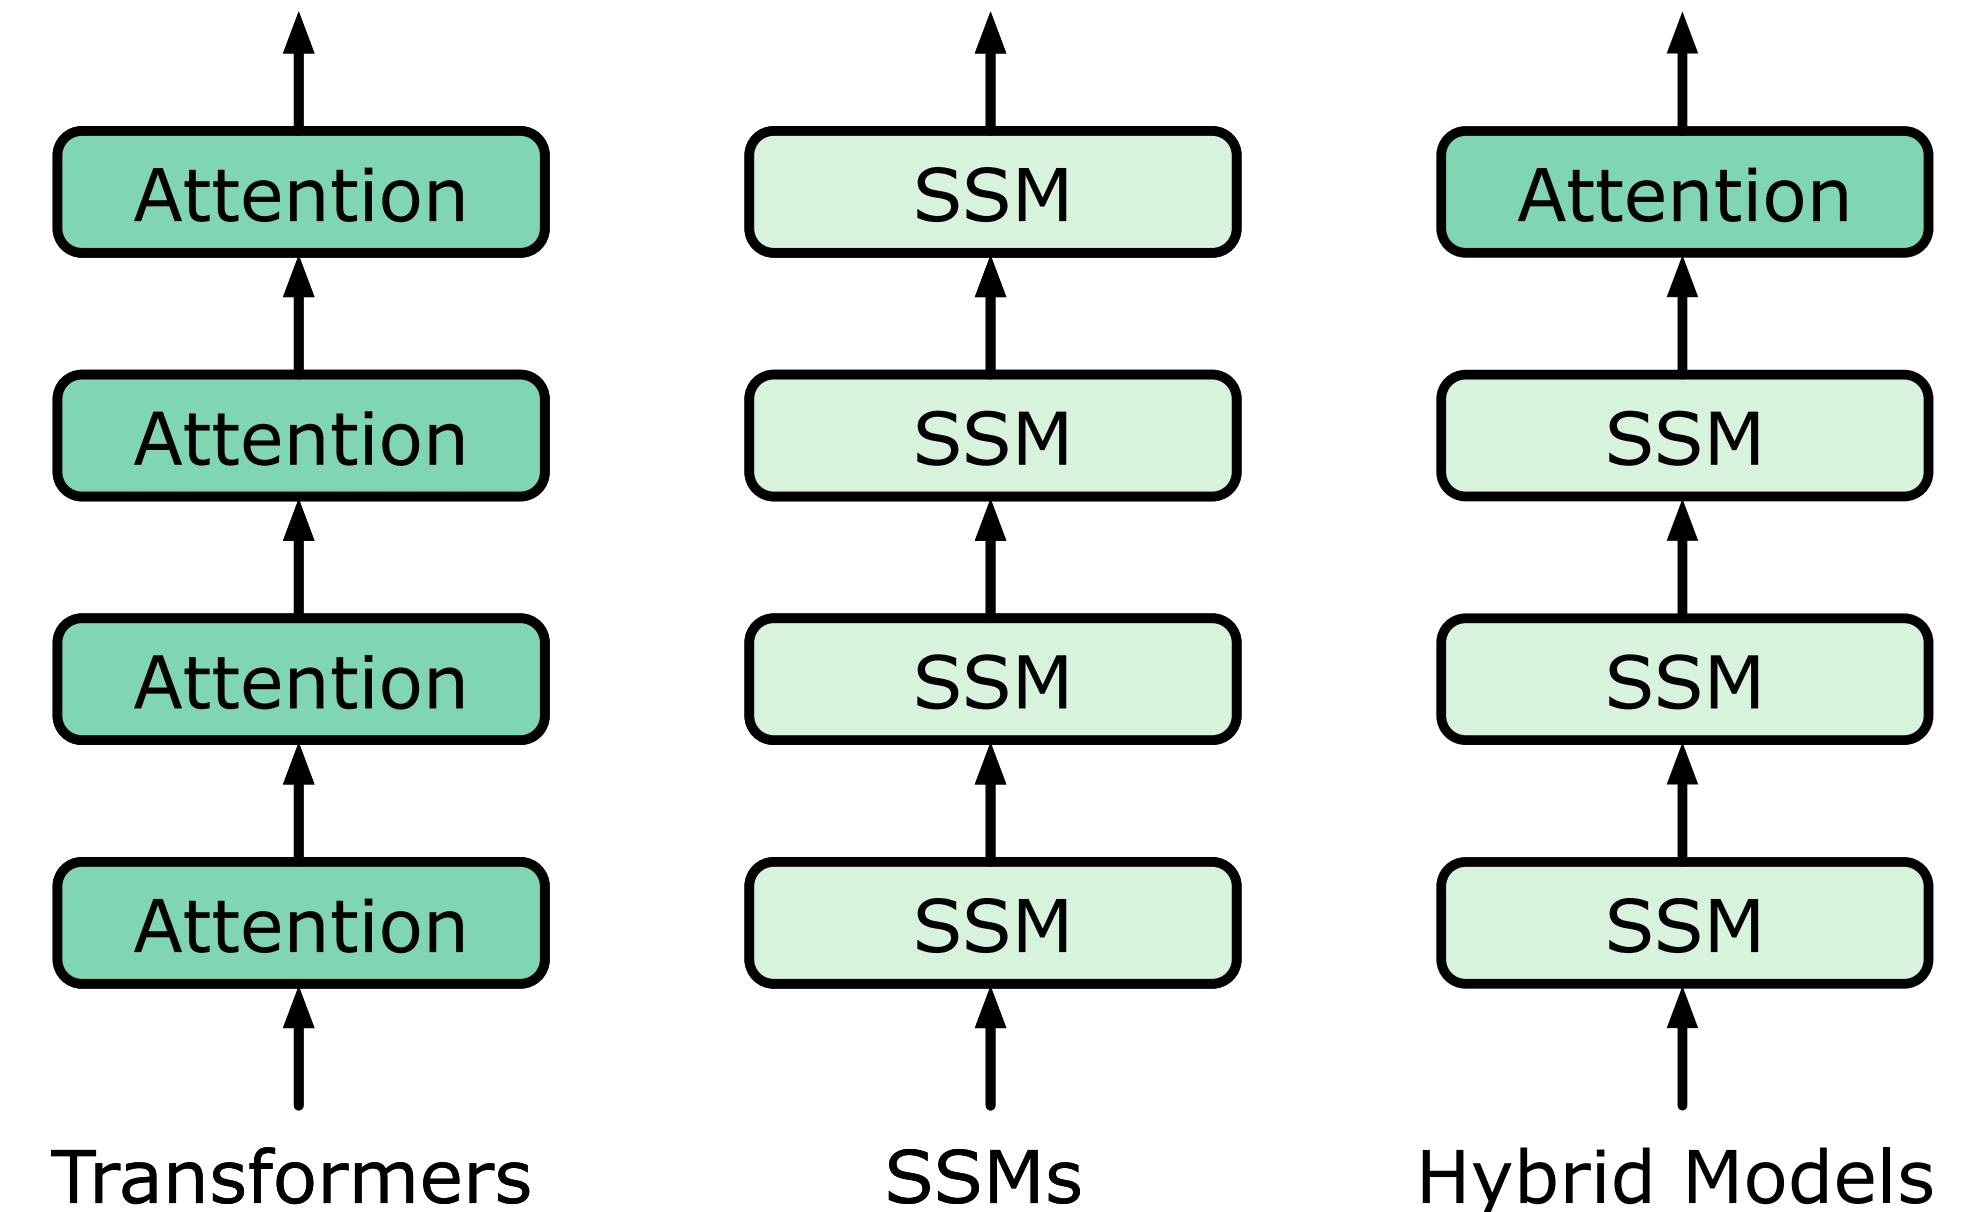 Attention
Attention
Attention
Attention
Transformers
SSM
SSM
SSM
SSM
SSMs
Attention
SSM
SSM
SSM
Hybrid Models